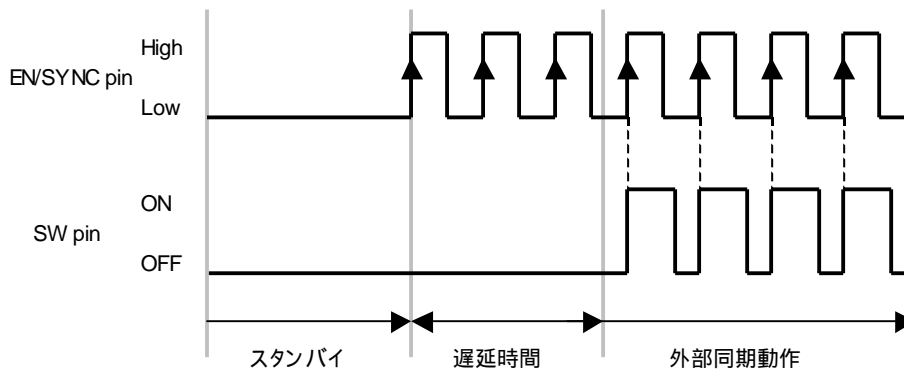 High
EN/SYNC pin
Low
ON
SW pin
OFF
スタンバイ
遅延時間
外部同期動作